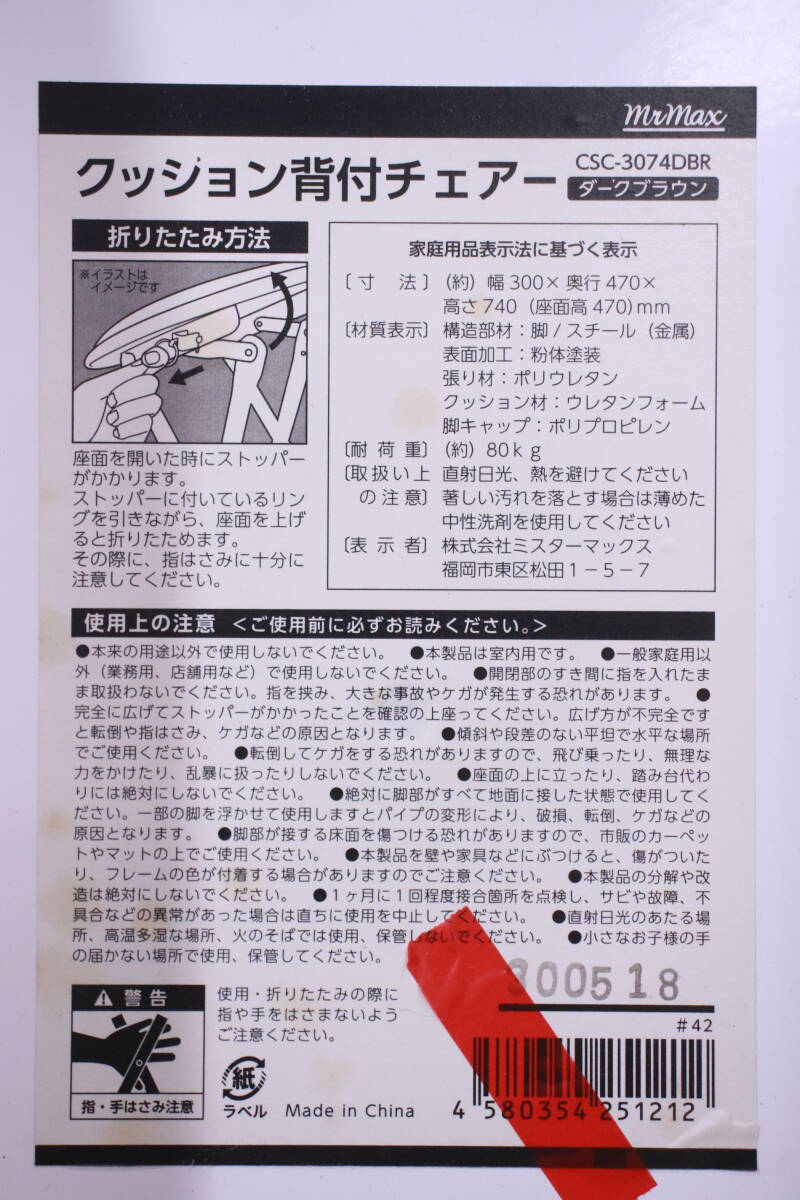 MrMax
クッション背付チェアー
CSC-3074DBR
ダークブラウン
折りたたみ方法
※イラストは
イメージです
座面を開いた時にストッパー
がかかります。
ストッパーに付いているリン
グを引きながら、座面を上げ
ると折りたためます。
その際に、指はさみに十分に
注意してください。
家庭用品表示法に基づく表示
〔寸　法〕（約）幅300×奥行470×
高さ740（座面高470）mm
〔材質表示〕構造部材：脚/スチール（金属）
表面加工：粉体塗装
張り材：ポリウレタン
クッション材：ウレタンフォーム
脚キャップ：ポリプロピレン
〔耐荷重〕（約）80kg
〔取扱い上　直射日光、熱を避けてください
の注意〕著しい汚れを落とす場合は薄めた
中性洗剤を使用してください
〔表示者〕株式会社ミスターマックス
福岡市東区松田1－5－7
使用上の注意　＜ご使用前に必ずお読みください。＞
●本来の用途以外で使用しないでください。　●本製品は室内用です。　●一般家庭用以
外（業務用、店舗用など）で使用しないでください。　●開閉部のすき間に指を入れたま
ま取扱わないでください。指を挟み、大きな事故やケガが発生する恐れがあります。　●
完全に広げてストッパーがかかったことを確認の上座ってください。広げ方が不完全です
と転倒や指はさみ、ケガなどの原因となります。　●傾斜や段差のない平坦で水平な場所
でご使用ください。　●転倒してケガをする恐れがありますので、飛び乗ったり、無理な
力をかけたり、乱暴に扱ったりしないでください。　●座面の上に立ったり、踏み台代わ
りには絶対にしないでください。　●絶対に脚部がすべて地面に接した状態で使用してく
ださい。一部の脚を浮かせて使用しますとパイプの変形により、破損、転倒、ケガなどの
原因となります。　●脚部が接する床面を傷つける恐れがありますので、市販のカーペッ
トやマットの上でご使用ください。　●本製品を壁や家具などにぶつけると、傷がついた
り、フレームの色が付着する場合がありますのでご注意ください。　●本製品の分解や改
造は絶対にしないでください。　●1ヶ月に1回程度接合箇所を点検し、サビや故障、不
具合などの異常があった場合は直ちに使用を中止してください。　●直射日光のあたる場
所、高温多湿な場所、火のそばでは使用、保管しないでください。　●小さなお子様の手
の届かない場所で使用、保管してください。
警告
指・手はさみ注意
使用・折りたたみの際に
指や手をはさまないよう
ご注意ください。
紙
ラベル
Made in China
300518
#42
4 580354 251212